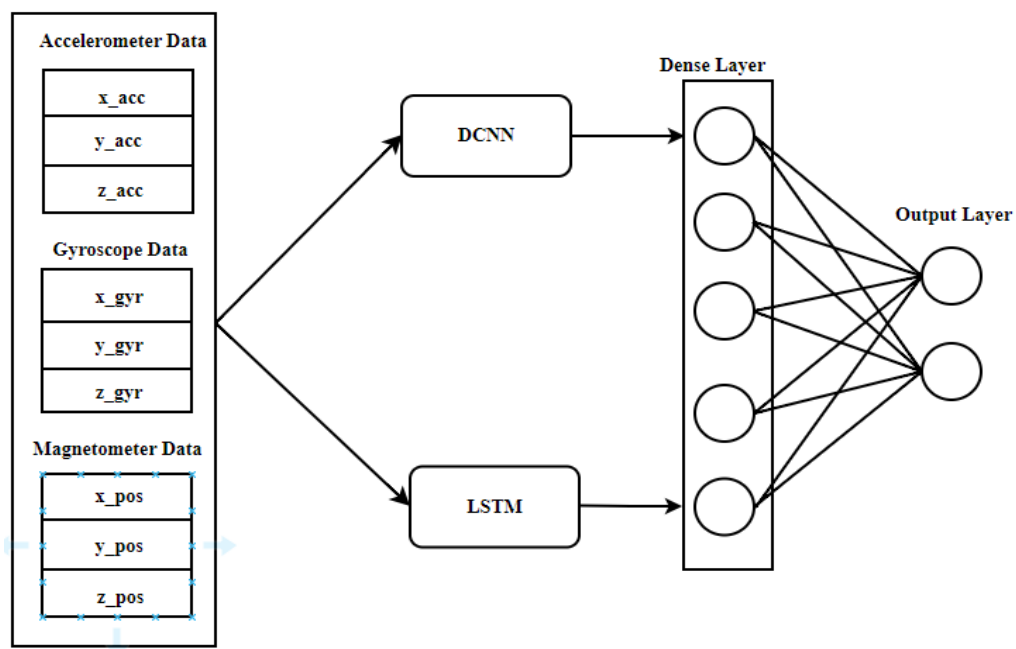 Accelerometer Data
x_acc
y_acc
z_acc
Gyroscope Data
x_gyr
y_gyr
z_gyr
Magnetometer Data
x_pos
y_pos
z_pos
DCNN
LSTM
Dense Layer
Output Layer